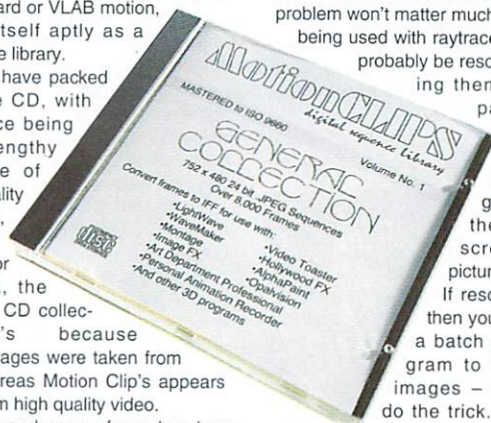 ard or VLAB motion,
tself aptly as a
e library.
have packed
e CD, with
ce being
engthy
e of
ality
or
, the
CD collec-
's because
ages were taken from
ereas Motion Clip's appears
m high quality video.
MotionCLIPS
digital sequence library
MASTERED to ISO 9660
Volume No. 1
GENERAL
COLLECTION
752 x 480 24 bit JPEG Sequences
Over 8,000 Frames
Convert frames to IFF for use with:
•LightWave
•WaveMaker
•Montage
•Image FX
•Art Department Professional
•Personal Animation Recorder
•And other 3D programs
•Video Toaster
•Hollywood FX
•AlphaPaint
•Opalvision
disc
problem won't matter much
being used with raytrace
probably be reso
ing them
pa
g
the
scre
pictur
If reso
then you
a batch
gram to
images –
do the trick.